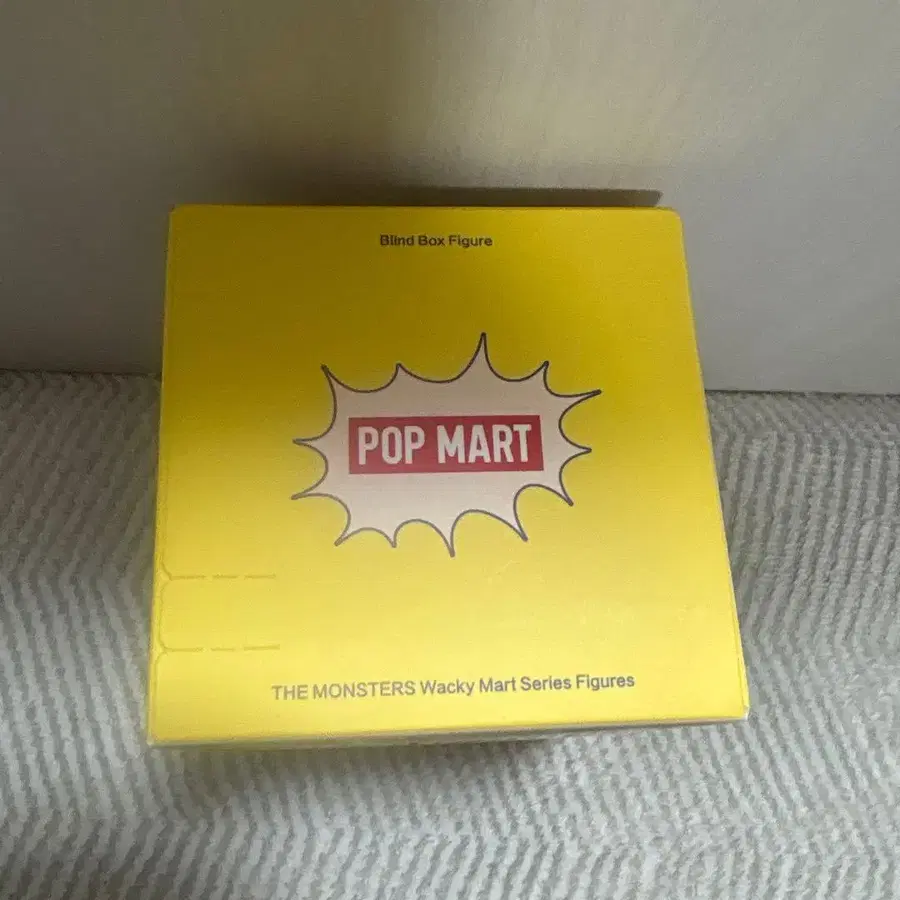 Blind Box Figure
POP MART
THE MONSTERS Wacky Mart Series Figures